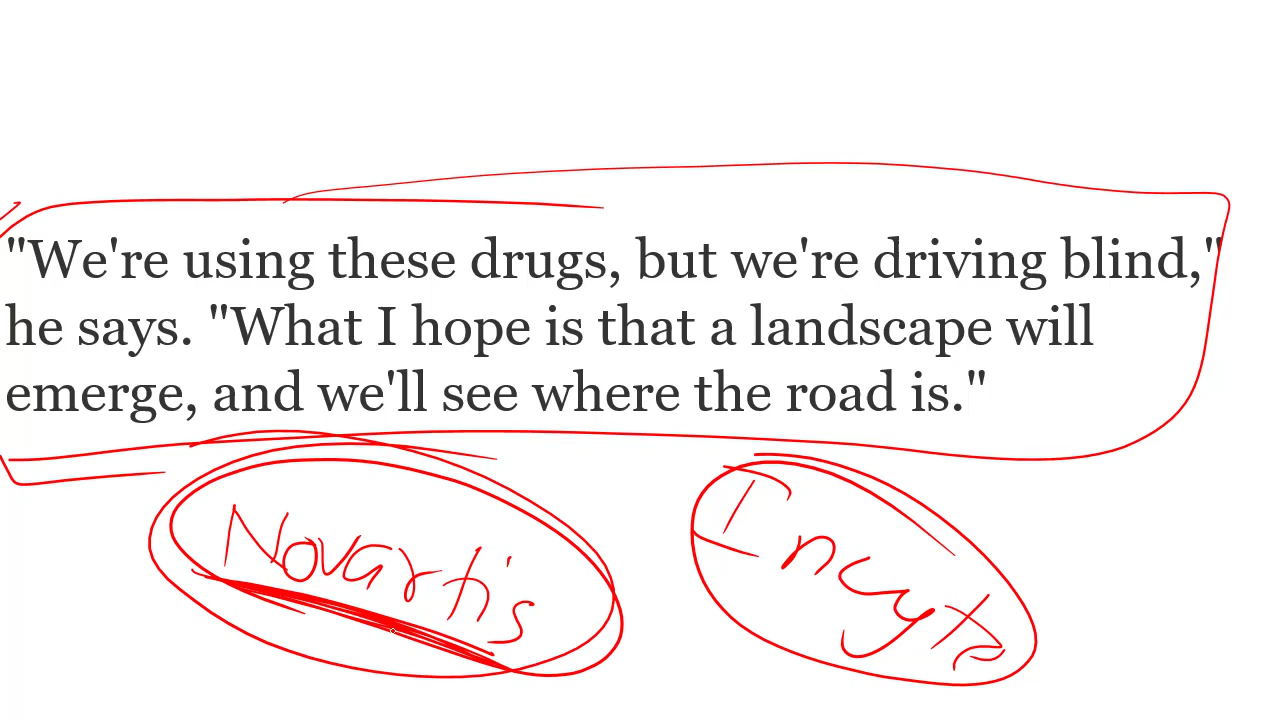 "We're using these drugs, but we're driving blind,"
he says. "What I hope is that a landscape will
emerge, and we'll see where the road is."
Novartis Incyte